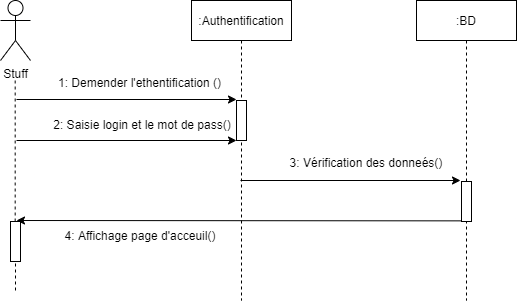 :Authentification
:BD
Stuff
1: Demender l'ethentification ()
2: Saisie login et le mot de pass()
3: Vérification des donneés()
4: Affichage page d'acceuil()